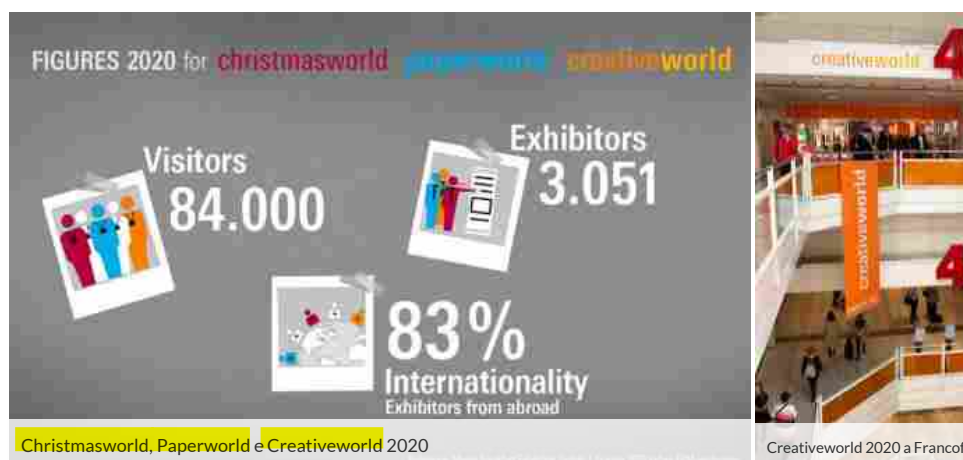 FIGURES 2020 for christmasworld paperworld creativeworld
Visitors
84.000
Exhibitors
3.051
83%
Internationality
Exhibitors from abroad
Christmasworld, Paperworld e Creativeworld 2020
creativeworld
4
creativeworld
4
Creativeworld 2020 a Francof